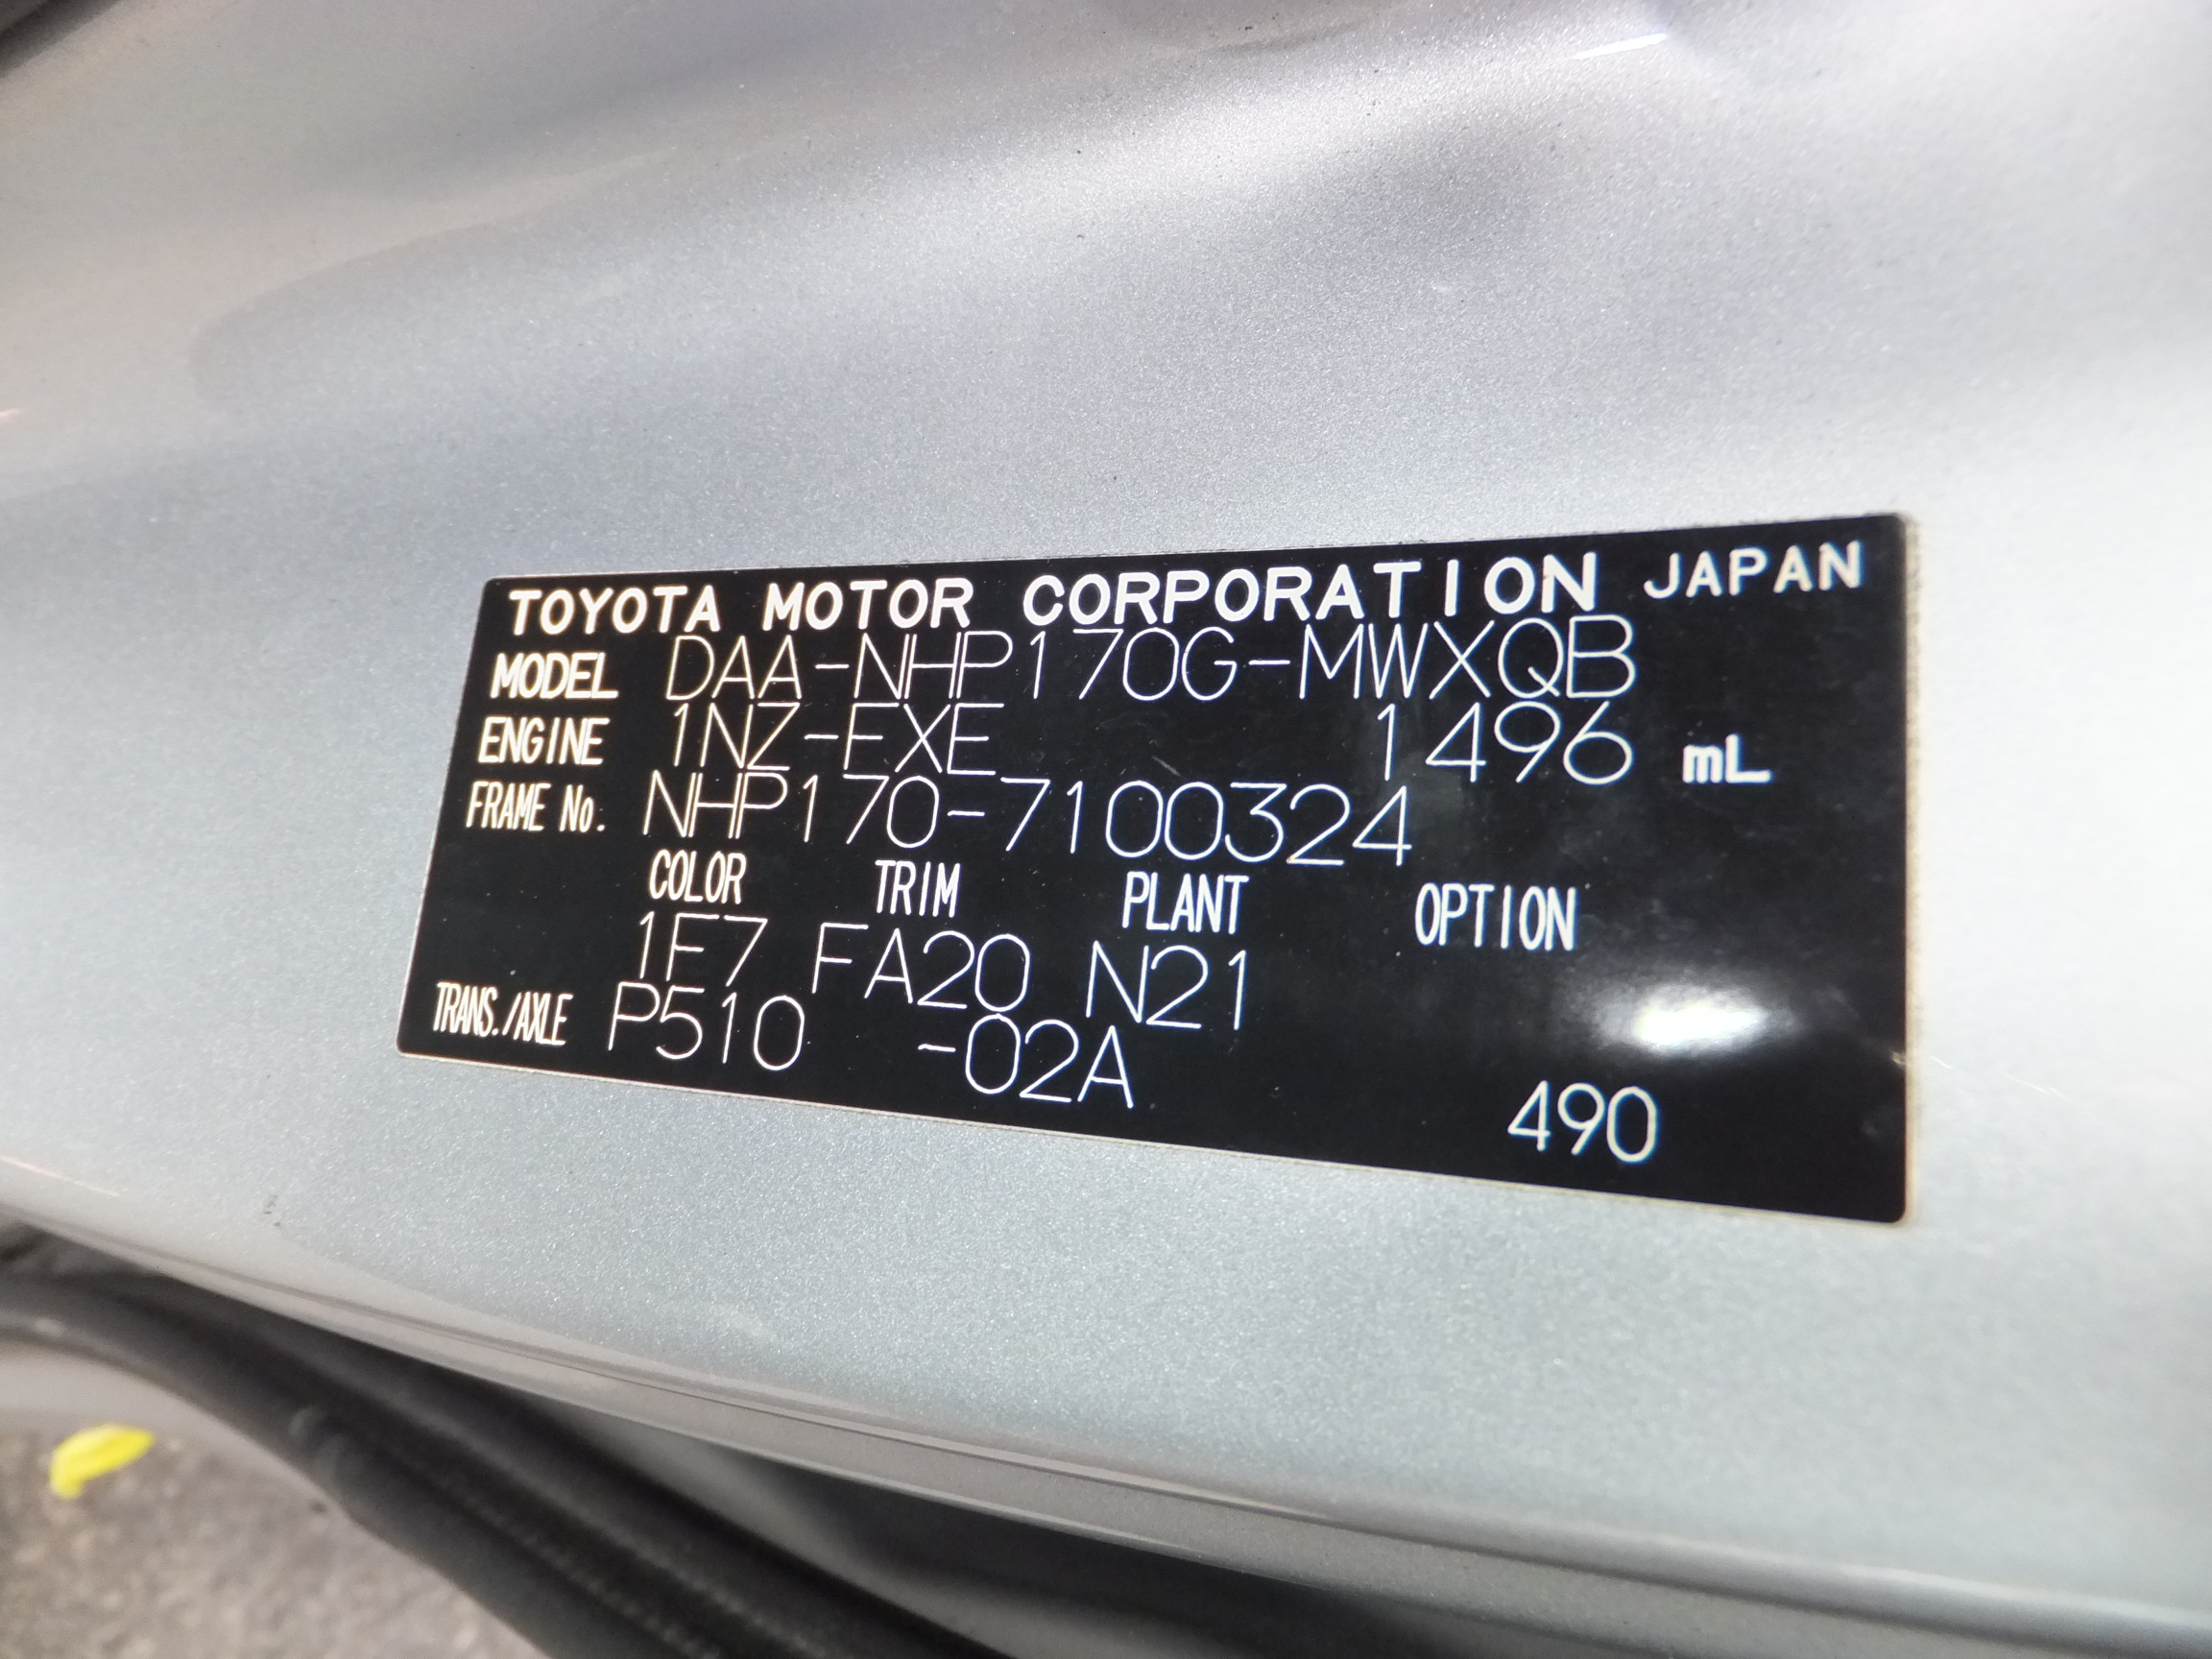 TOYOTA MOTOR CORPORATION JAPAN
MODEL DAA-NHP170G-MWXQB
ENGINE 1NZ-FXE 1496 mL
FRAME No. NHP170-7100324
COLOR TRIM PLANT OPTION
1F7 FA20 N21
TRANS./AXLE P510 -02A
490